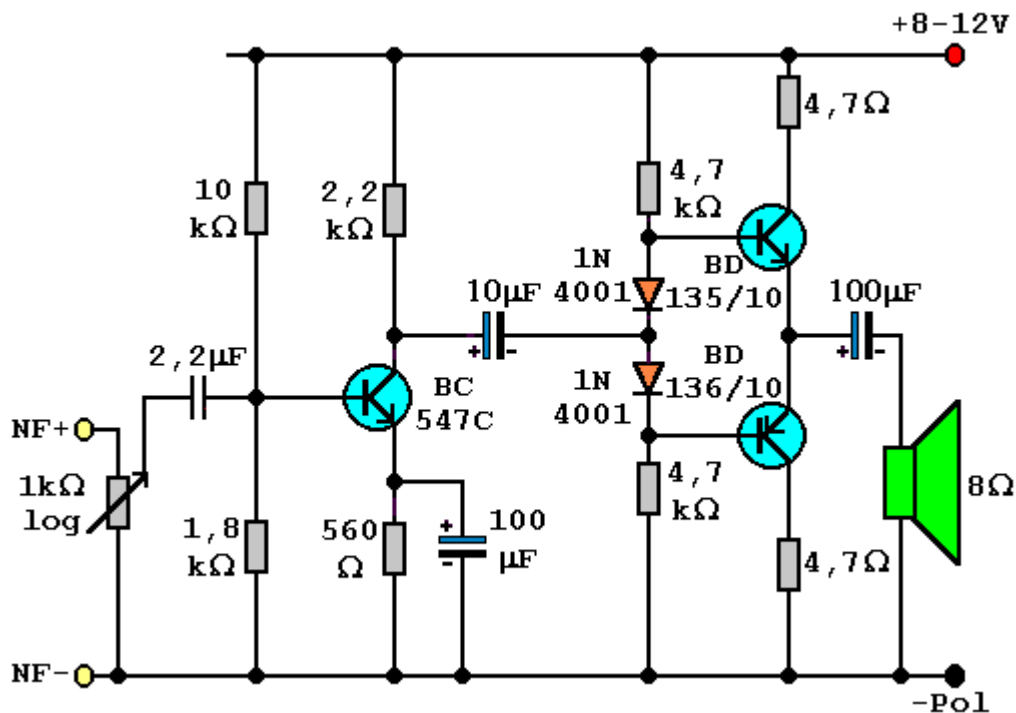 +8-12V
4,7Ω
10
kΩ
2,2
kΩ
4,7
kΩ
1N
4001
BD
135/10
10µF
100µF
+
-
+
-
2,2µF
BC
547C
1N
4001
BD
136/10
NF+
1kΩ
log
1,8
kΩ
560
Ω
+
-
100
µF
4,7
kΩ
4,7Ω
8Ω
NF-
-Pol